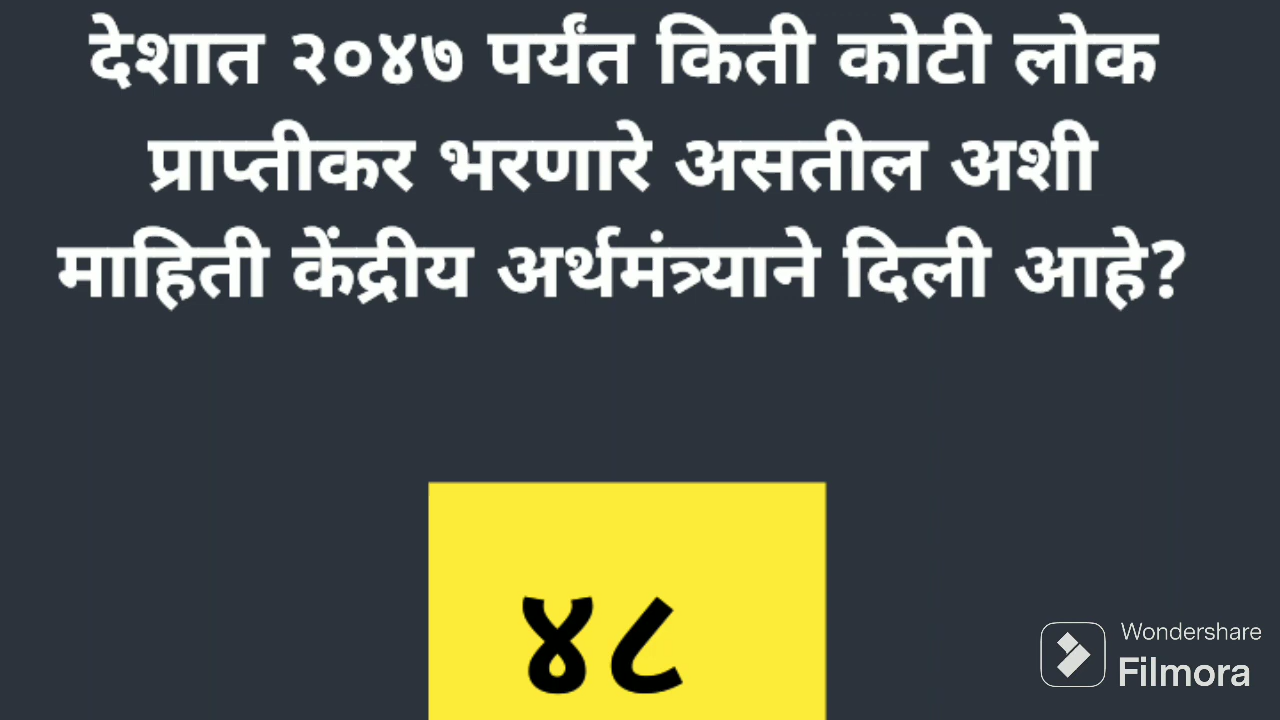 देशात २०४७ पर्यंत किती कोटी लोक
प्राप्तीकर भरणारे असतील अशी
माहिती केंद्रीय अर्थमंत्र्याने दिली आहे?
४८
Wondershare
Filmora